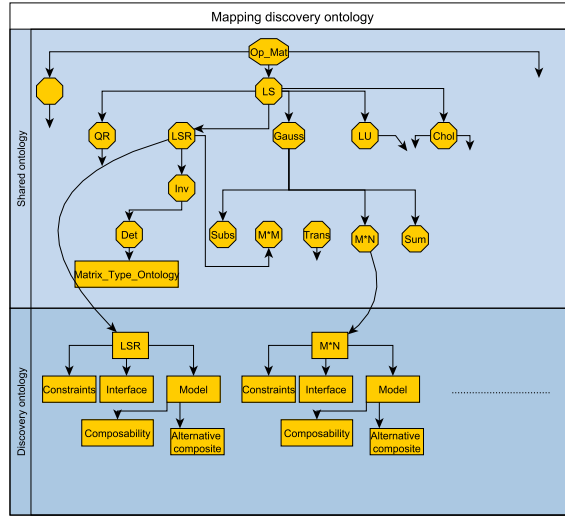 Mapping discovery ontology
Shared ontology
Op_Mat
LS
QR
LSR
Gauss
LU
Chol
Inv
Det
Subs
M*M
Trans
M*N
Sum
Matrix_Type_Ontology
Discovery ontology
LSR
M*N
Constraints
Interface
Model
Constraints
Interface
Model
Composability
Alternative
composite
Composability
Alternative
composite